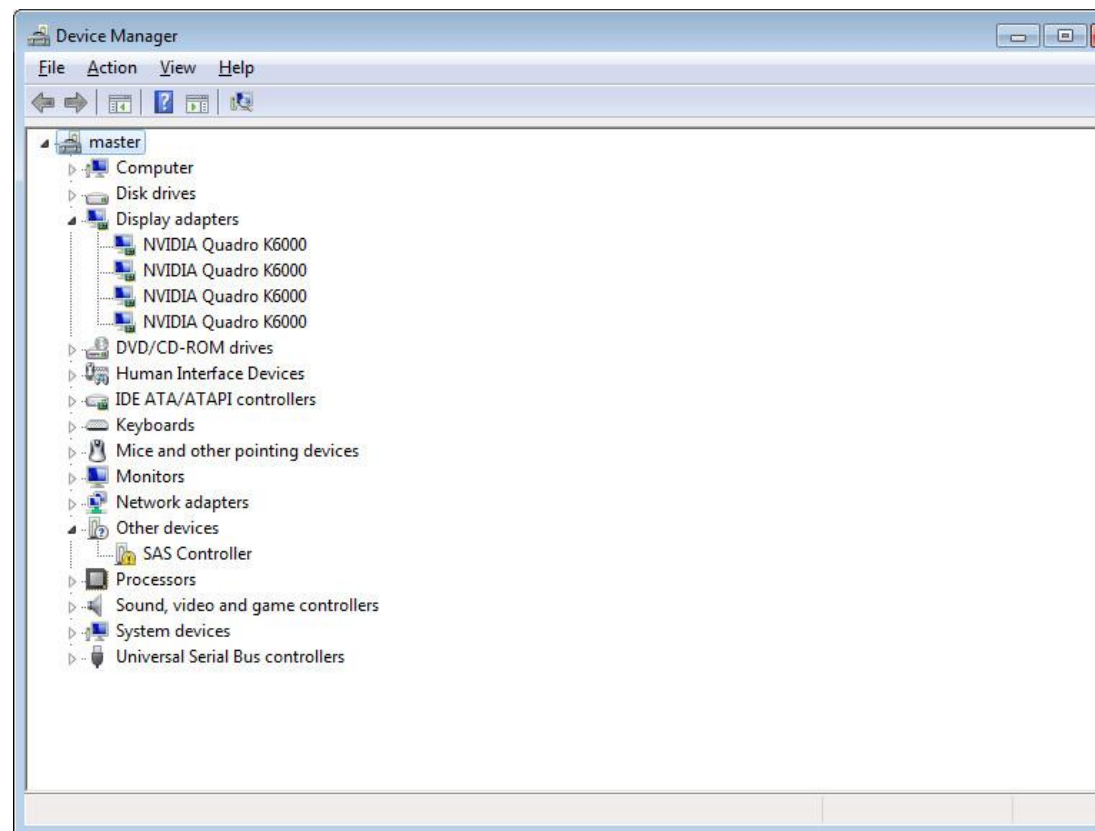 Device Manager
File Action View Help
master
Computer
Disk drives
Display adapters
NVIDIA Quadro K6000
NVIDIA Quadro K6000
NVIDIA Quadro K6000
NVIDIA Quadro K6000
DVD/CD-ROM drives
Human Interface Devices
IDE ATA/ATAPI controllers
Keyboards
Mice and other pointing devices
Monitors
Network adapters
Other devices
SAS Controller
Processors
Sound, video and game controllers
System devices
Universal Serial Bus controllers